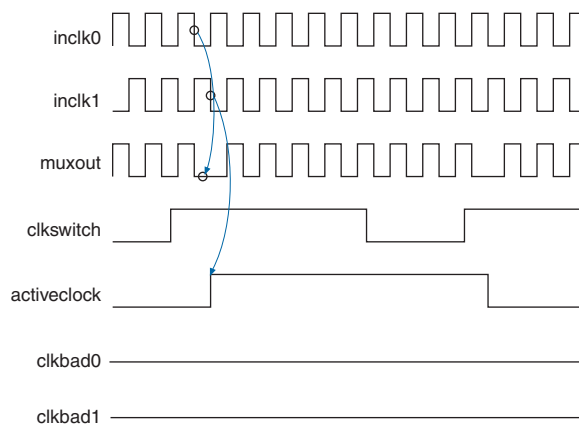 inclk0
inclk1
muxout
clkswitch
activeclock
clkbad0
clkbad1